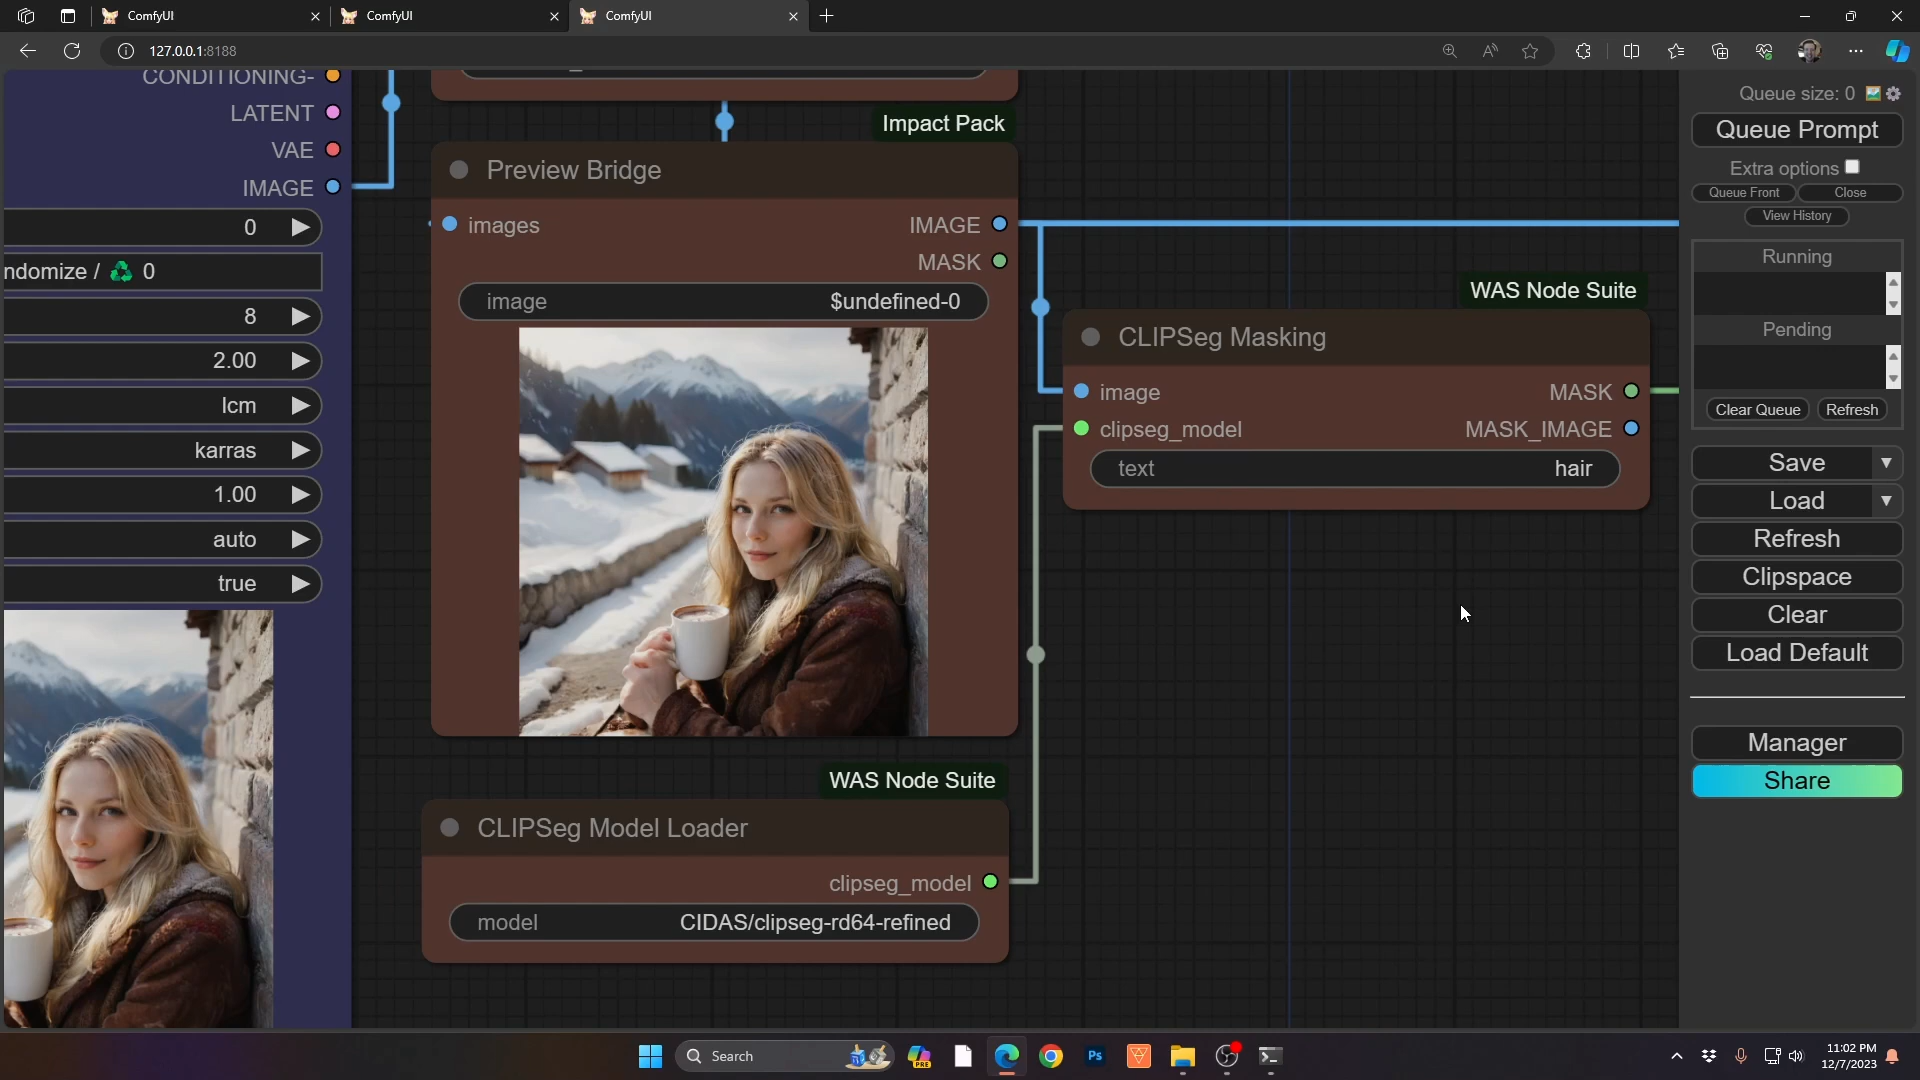 ComfyUI
ComfyUI
ComfyUI
127.0.0.1:8188
CONDITIONING-
LATENT
VAE
IMAGE
0
ndomize / ♻ 0
8
2.00
lcm
karras
1.00
auto
true
Impact Pack
Preview Bridge
images
IMAGE
MASK
image
$undefined-0
WAS Node Suite
CLIPSeg Masking
image
MASK
clipseg_model
MASK_IMAGE
text
hair
WAS Node Suite
CLIPSeg Model Loader
clipseg_model
model
CIDAS/clipseg-rd64-refined
Queue size: 0
Queue Prompt
Extra options
Queue Front
Close
View History
Running
Pending
Clear Queue
Refresh
Save
Load
Refresh
Clipspace
Clear
Load Default
Manager
Share
Search
PRE
Ps
11:02 PM
12/7/2023